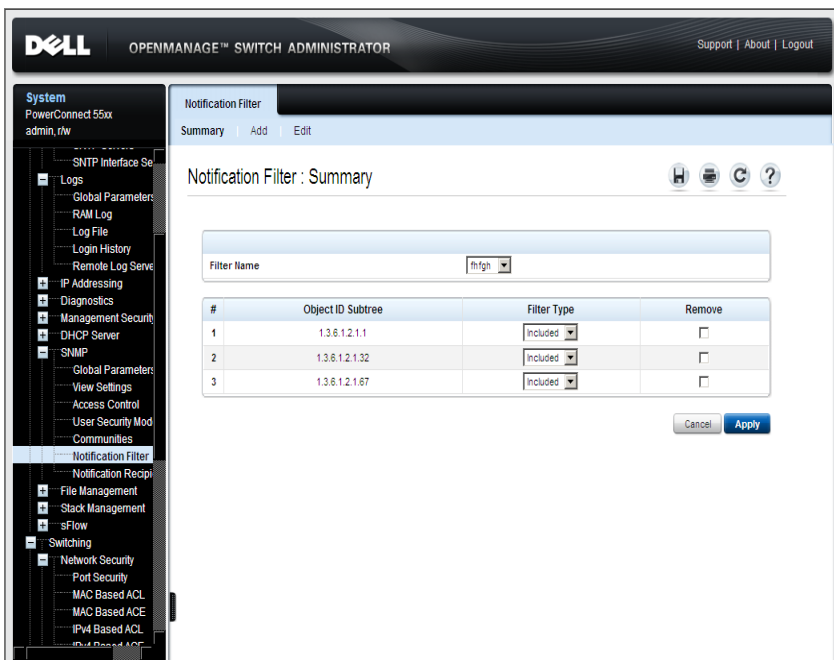 DELL
OPENMANAGE™ SWITCH ADMINISTRATOR
Support | About | Logout
System
PowerConnect 55xx
admin, r/w
SNTP Interface Se
Logs
Global Parameters
RAM Log
Log File
Login History
Remote Log Serve
IP Addressing
Diagnostics
Management Securit
DHCP Server
SNMP
Global Parameters
View Settings
Access Control
User Security Mod
Communities
Notification Filter
Notification Recipi
File Management
Stack Management
sFlow
Switching
Network Security
Port Security
MAC Based ACL
MAC Based ACE
IPv4 Based ACL
Notification Filter
Summary | Add | Edit
Notification Filter : Summary
Filter Name fhfgh
# Object ID Subtree Filter Type Remove
1 1.3.6.1.2.1.1 Included
2 1.3.6.1.2.1.32 Included
3 1.3.6.1.2.1.67 Included
Cancel Apply